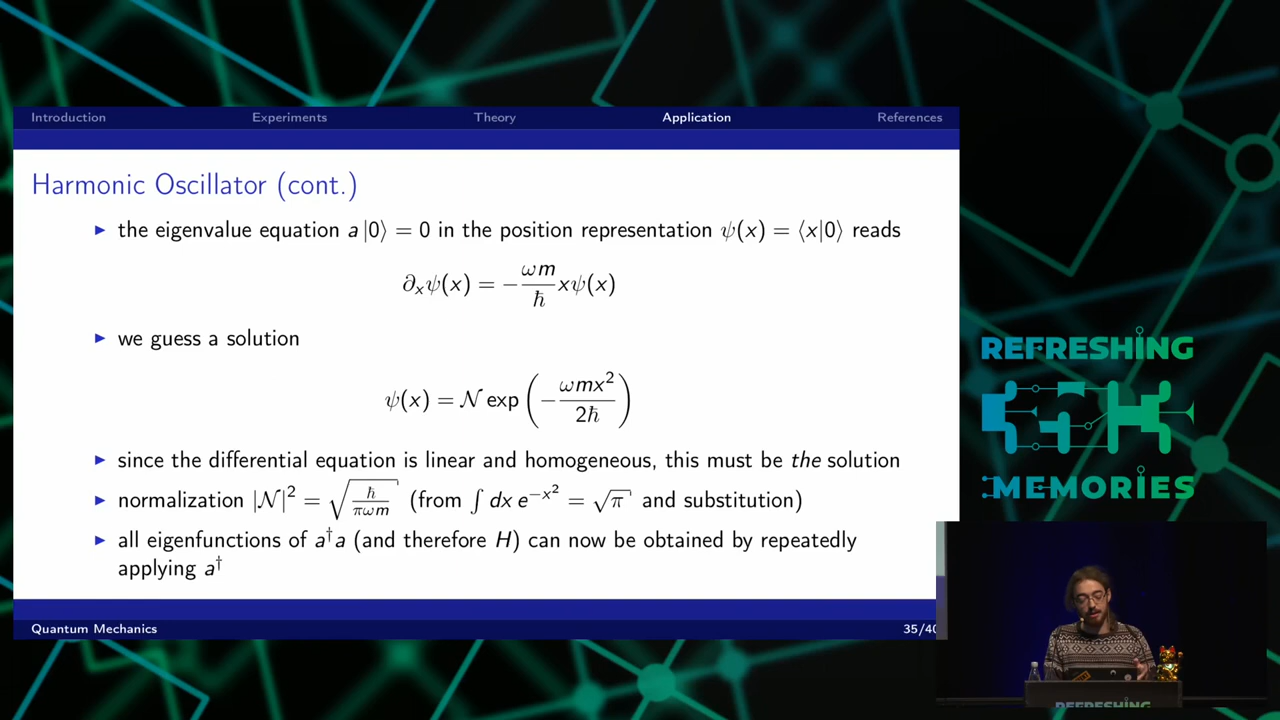 Introduction Experiments Theory Application References
Harmonic Oscillator (cont.)
▶ the eigenvalue equation a |0⟩ = 0 in the position representation ψ(x) = ⟨x|0⟩ reads
∂ₓψ(x) = −(ωm/ħ) xψ(x)
▶ we guess a solution
ψ(x) = 𝒩 exp(−ωmx²/2ħ)
▶ since the differential equation is linear and homogeneous, this must be the solution
▶ normalization |𝒩|² = √(ħ/πωm) (from ∫ dx e^{−x²} = √π and substitution)
▶ all eigenfunctions of a†a (and therefore H) can now be obtained by repeatedly
applying a†
Quantum Mechanics 35/40
REFRESHING
MEMORIES
REFRESHING